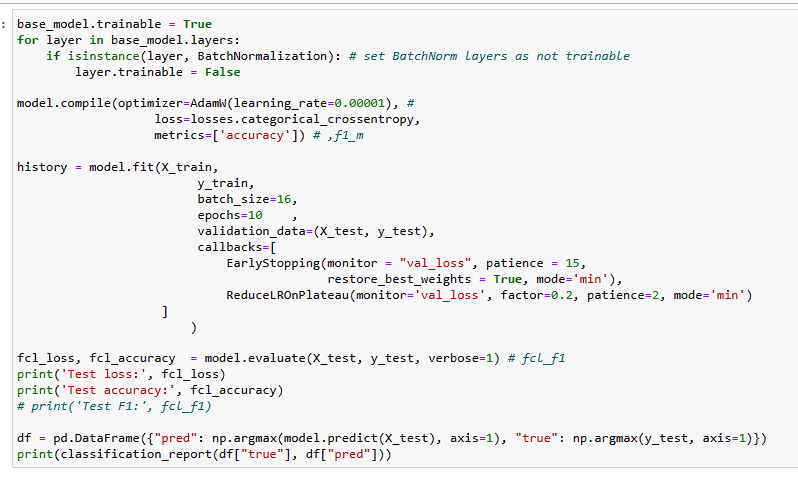 : base_model.trainable = True
for layer in base_model.layers:
    if isinstance(layer, BatchNormalization): # set BatchNorm layers as not trainable
        layer.trainable = False

model.compile(optimizer=AdamW(learning_rate=0.00001), #
                   loss=losses.categorical_crossentropy,
                   metrics=['accuracy']) # ,f1_m

history = model.fit(X_train,
                         y_train,
                         batch_size=16,
                         epochs=10    ,
                         validation_data=(X_test, y_test),
                         callbacks=[
                             EarlyStopping(monitor = "val_loss", patience = 15,
                                           restore_best_weights = True, mode='min'),
                             ReduceLROnPlateau(monitor='val_loss', factor=0.2, patience=2, mode='min')
                    ]
                        )

fcl_loss, fcl_accuracy  = model.evaluate(X_test, y_test, verbose=1) # fcl_f1
print('Test loss:', fcl_loss)
print('Test accuracy:', fcl_accuracy)
# print('Test F1:', fcl_f1)

df = pd.DataFrame({"pred": np.argmax(model.predict(X_test), axis=1), "true": np.argmax(y_test, axis=1)})
print(classification_report(df["true"], df["pred"]))